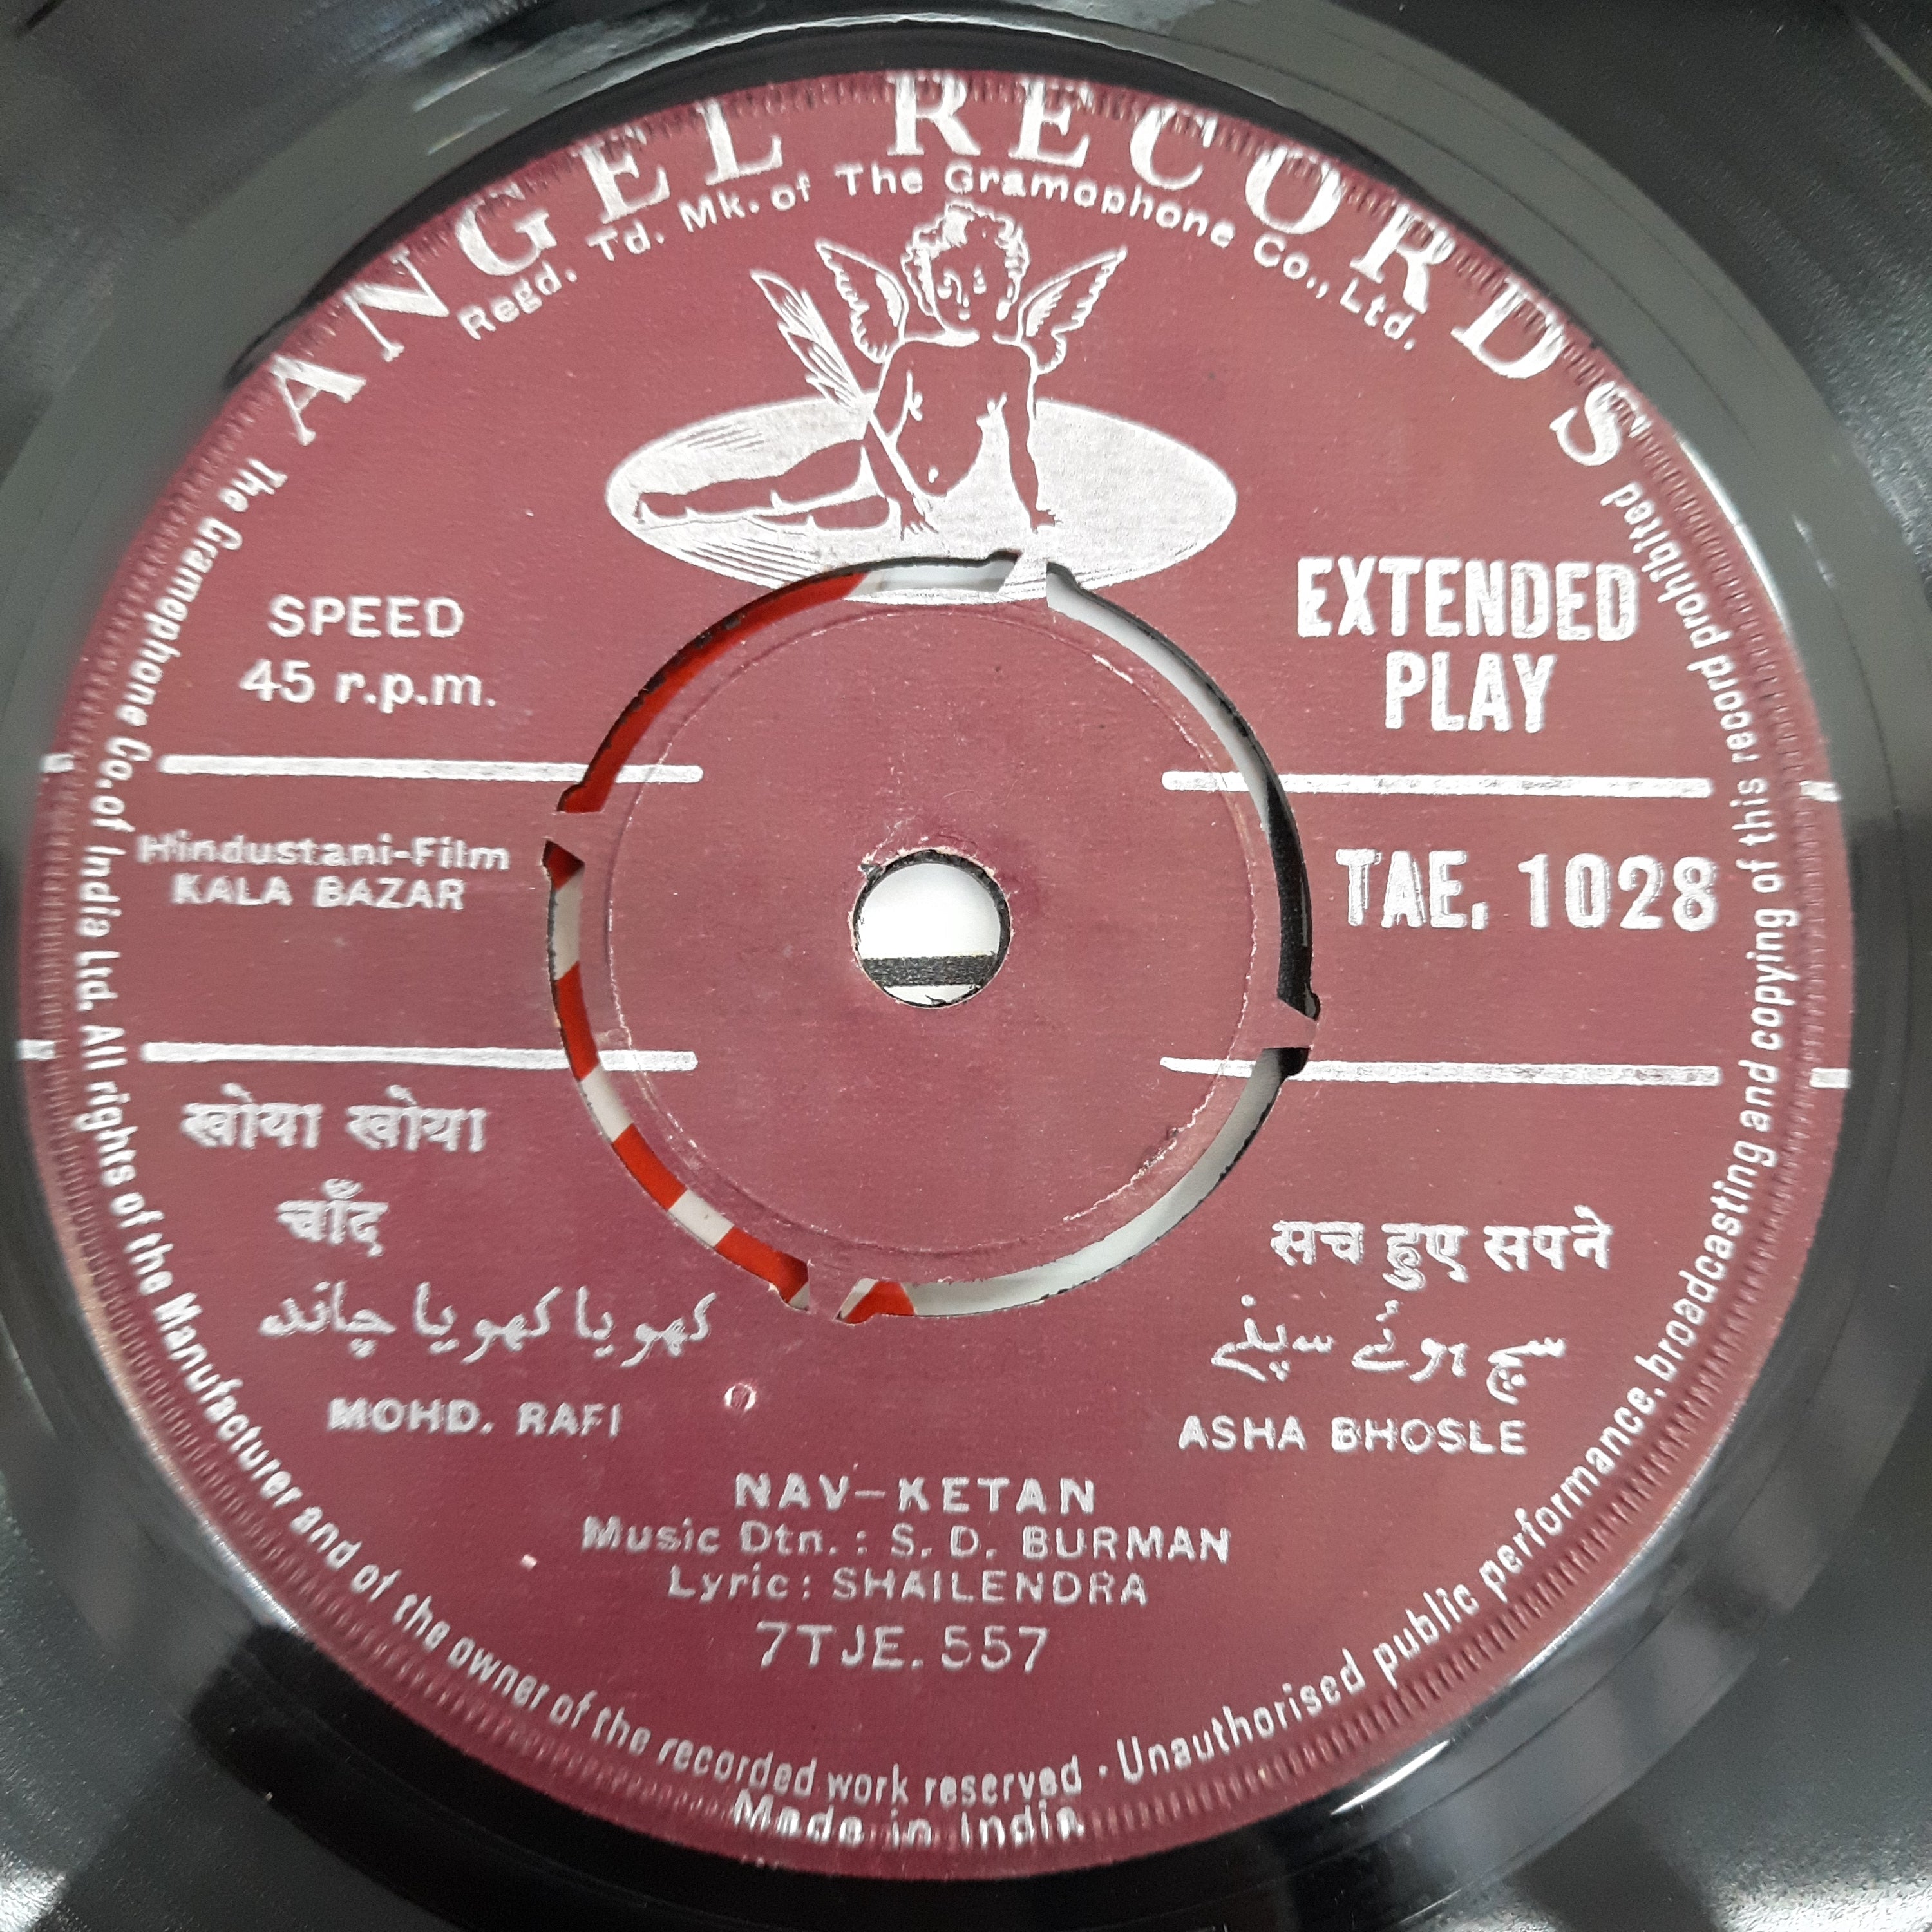 ANGEL RECORDS
Regd. Td. Mk. of The Gramophone Co., Ltd.
SPEED
45 r.p.m.
EXTENDED
PLAY
Hindustani-Film
KALA BAZAR
TAE. 1028
खोया खोया
चाँद
کھویا کھویا چاند
MOHD. RAFI
सच हुए सपने
سچ ہوئے سپنے
ASHA BHOSLE
NAV-KETAN
Music Dtn.: S. D. BURMAN
Lyric: SHAILENDRA
7TJE. 557
The Gramophone Co. of India Ltd. All rights of the Manufacturer and of the owner of the recorded work reserved · Unauthorised public performance, broadcasting and copying of this record prohibited
Made in India